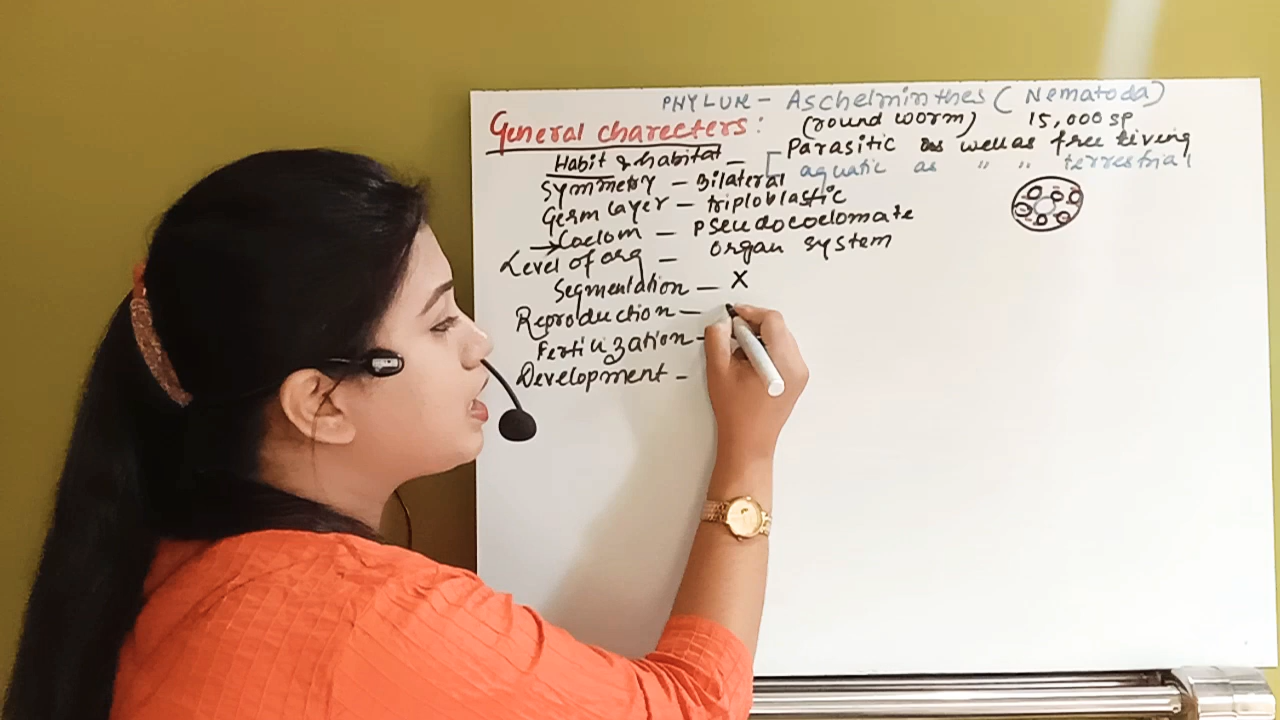 PHYLUM - Aschelminthes (Nematoda)
General charecters: (round worm) 15,000 sp
Habit & habitat - Parasitic as well as free living
aquatic as " " terrestrial
Symmetry - Bilateral
Germ layer - triploblastic
→ Coelom - pseudocoelomate
Level of org - organ system
Segmentation - X
Reproduction -
Fertilization -
Development -